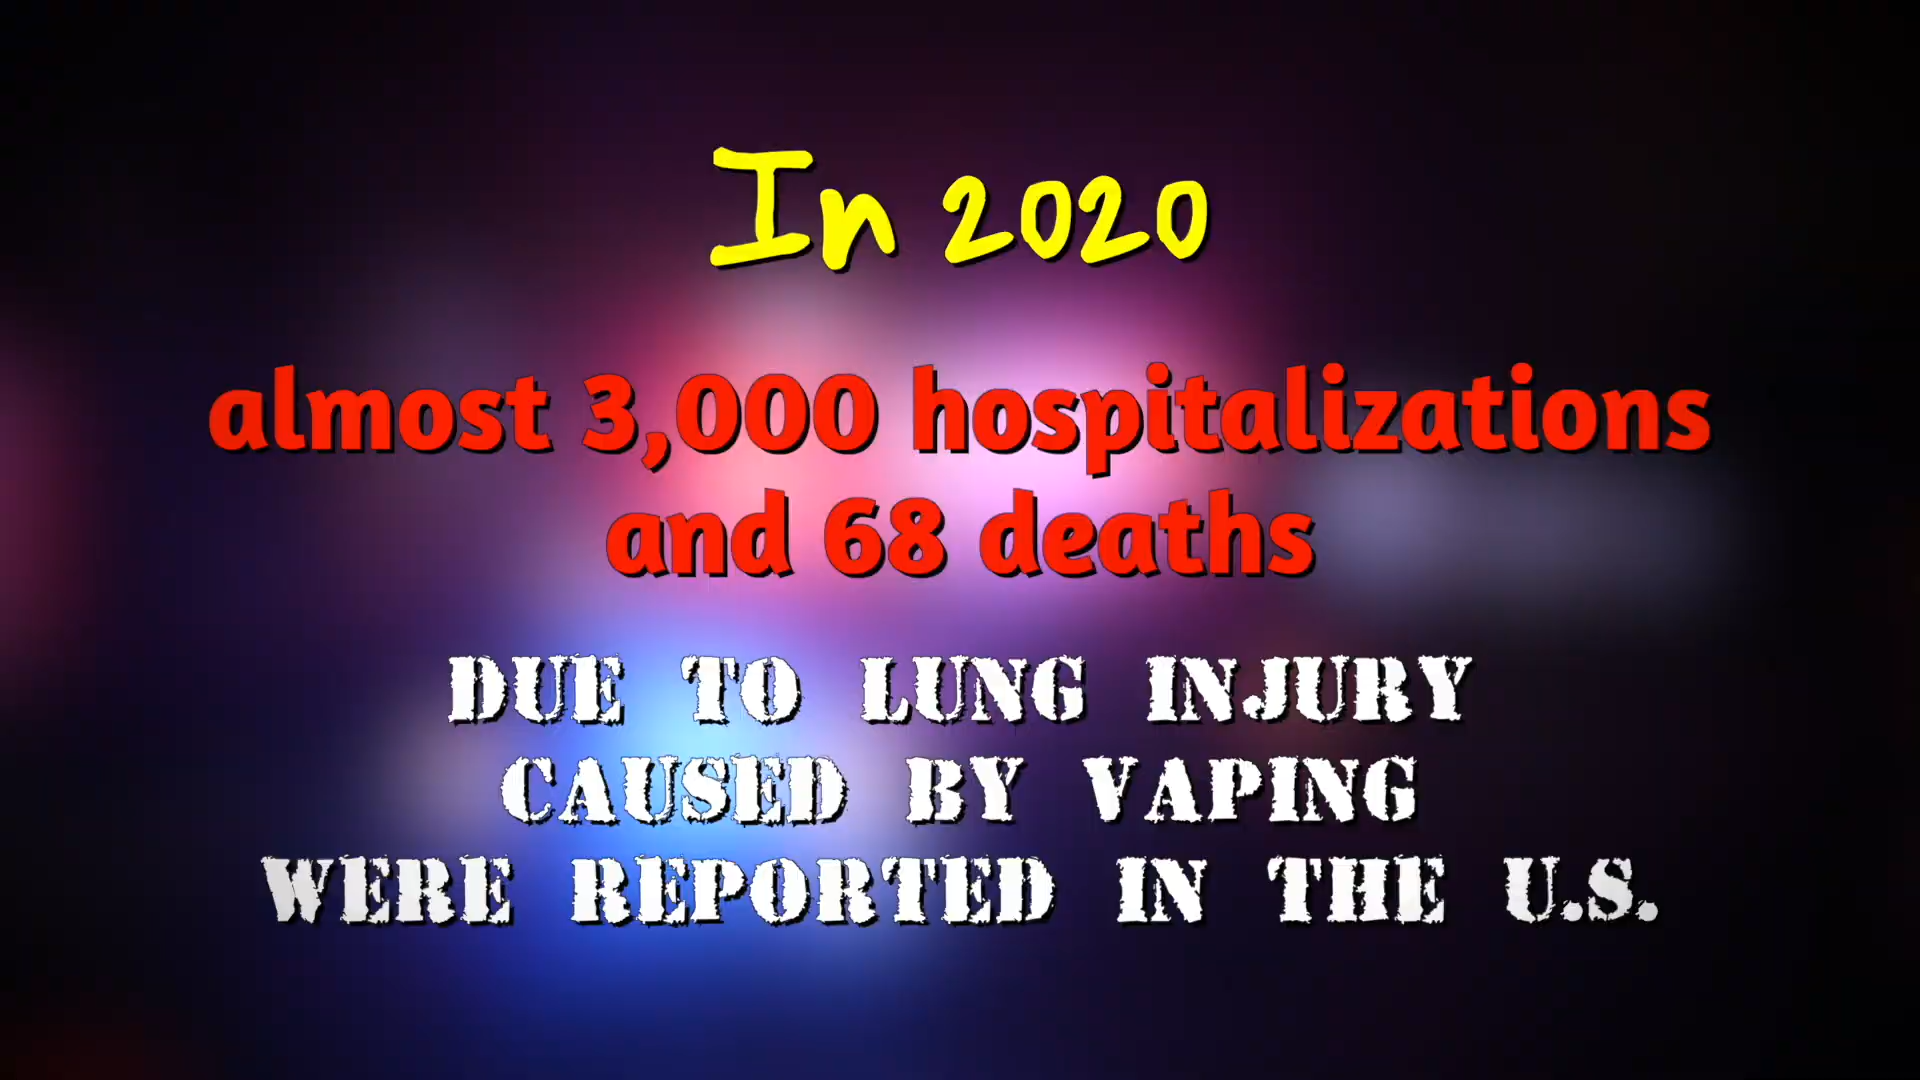 In 2020
almost 3,000 hospitalizations
and 68 deaths
DUE TO LUNG INJURY
CAUSED BY VAPING
WERE REPORTED IN THE U.S.